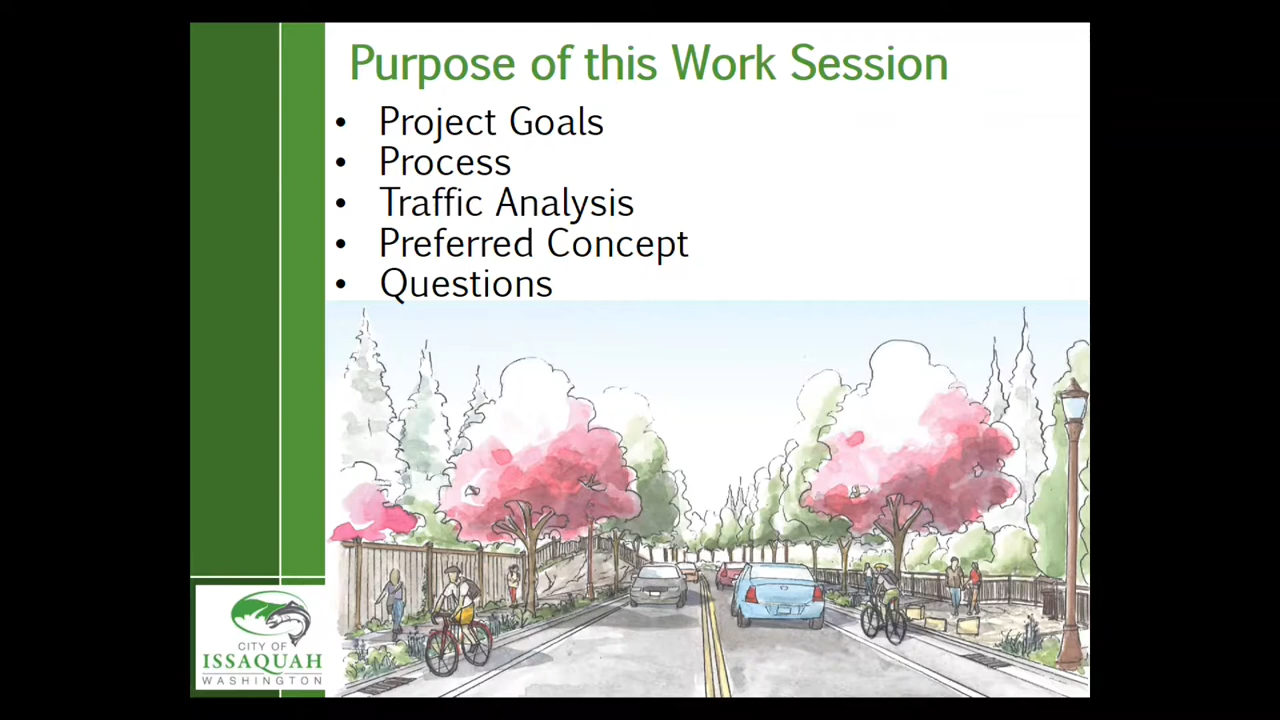 Purpose of this Work Session
• Project Goals
• Process
• Traffic Analysis
• Preferred Concept
• Questions
CITY OF
ISSAQUAH
WASHINGTON